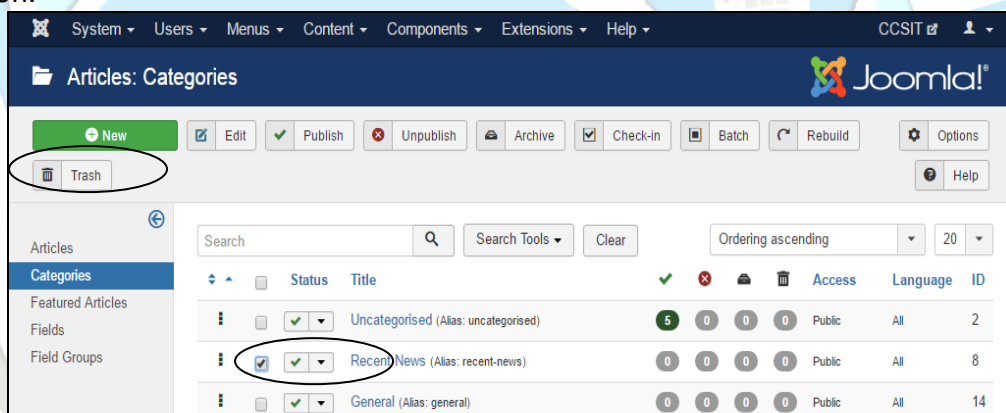 on.
System Users Menus Content Components Extensions Help CCSIT
Articles: Categories Joomla!®
New Edit Publish Unpublish Archive Check-in Batch Rebuild Options
Trash Help
Search Search Tools Clear Ordering ascending 20
Articles
Categories
Featured Articles
Fields
Field Groups
Status Title Access Language ID
Uncategorised (Alias: uncategorised) 5 0 0 0 Public All 2
Recent News (Alias: recent-news) 0 0 0 0 Public All 8
General (Alias: general) 0 0 0 0 Public All 14